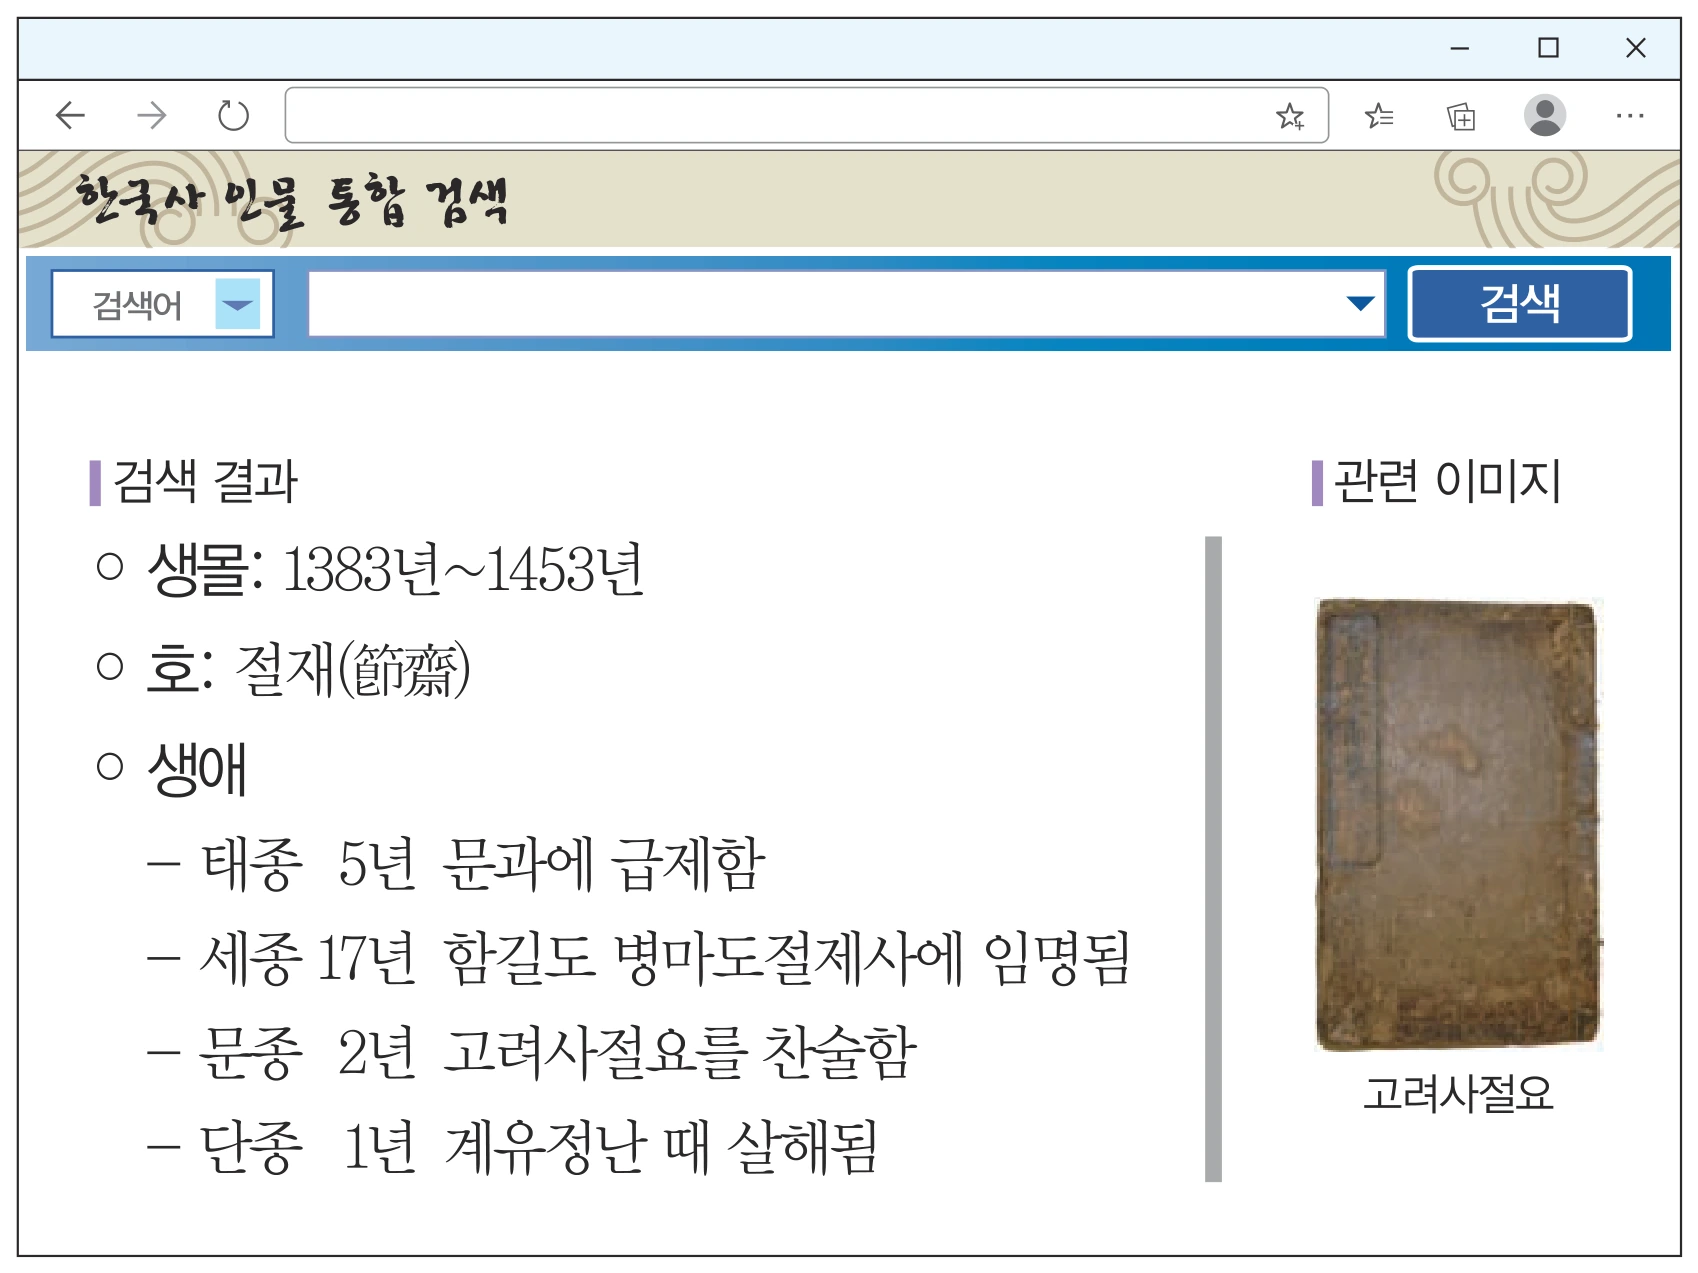 한국사 인물 통합 검색
검색어
검색
검색 결과
○ 생몰: 1383년~1453년
○ 호: 절재(節齋)
○ 생애
– 태종 5년 문과에 급제함
– 세종 17년 함길도 병마도절제사에 임명됨
– 문종 2년 고려사절요를 찬술함
– 단종 1년 계유정난 때 살해됨
관련 이미지
고려사절요